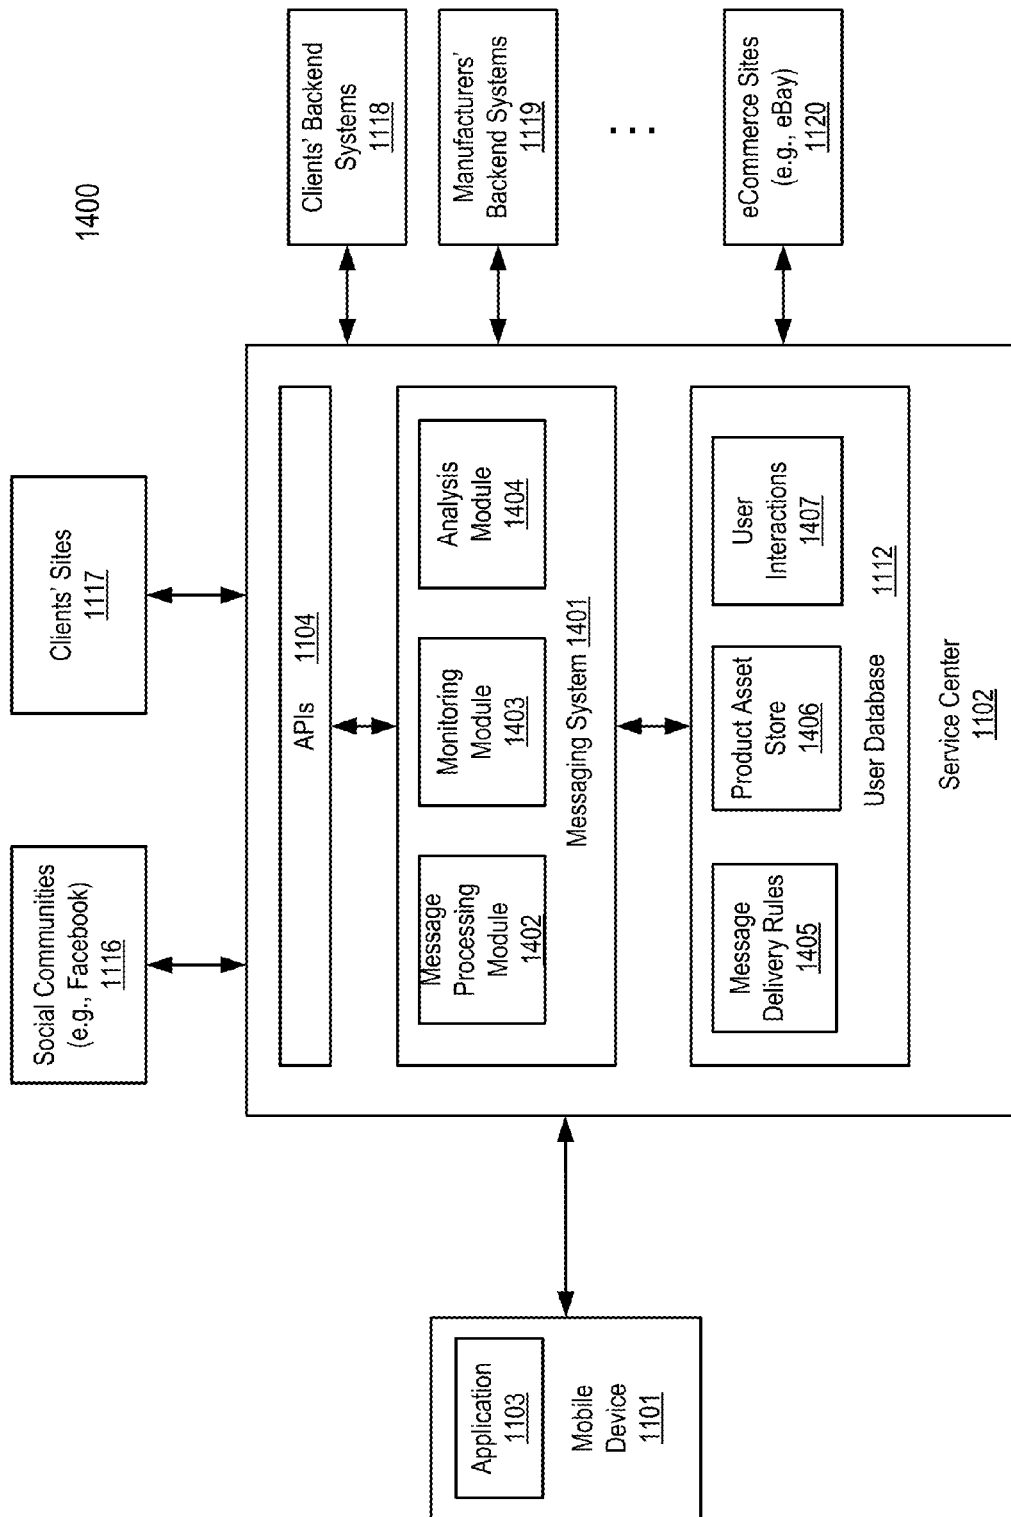 1400
Social Communities
(e.g., Facebook)
1116
Clients' Sites
1117
Clients' Backend
Systems
1118
Manufacturers'
Backend Systems
1119
...
eCommerce Sites
(e.g., eBay)
1120
APIs 1104
Message
Processing
Module
1402
Monitoring
Module
1403
Analysis
Module
1404
Messaging System 1401
Message
Delivery Rules
1405
Product Asset
Store
1406
User
Interactions
1407
User Database 1112
Service Center
1102
Application
1103
Mobile
Device
1101